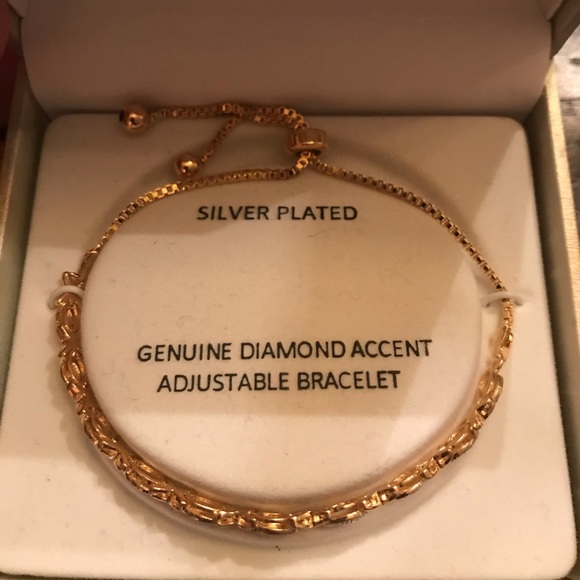 SILVER PLATED
GENUINE DIAMOND ACCENT
ADJUSTABLE BRACELET